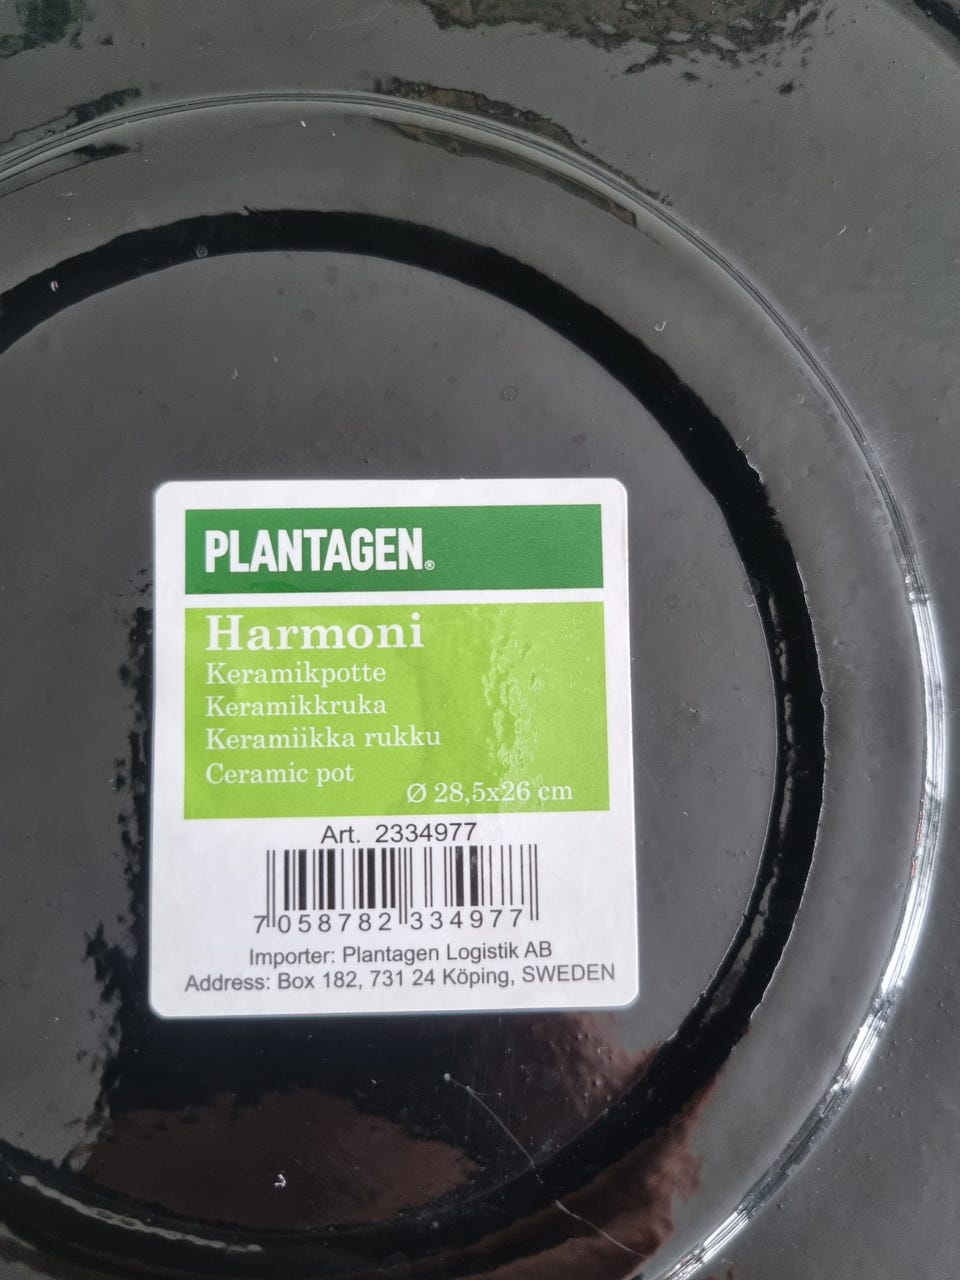 PLANTAGEN®
Harmoni
Keramikpotte
Keramikkruka
Keramiikka rukku
Ceramic pot
Ø 28,5x26 cm
Art. 2334977
7 058782 334977
Importer: Plantagen Logistik AB
Address: Box 182, 731 24 Köping, SWEDEN